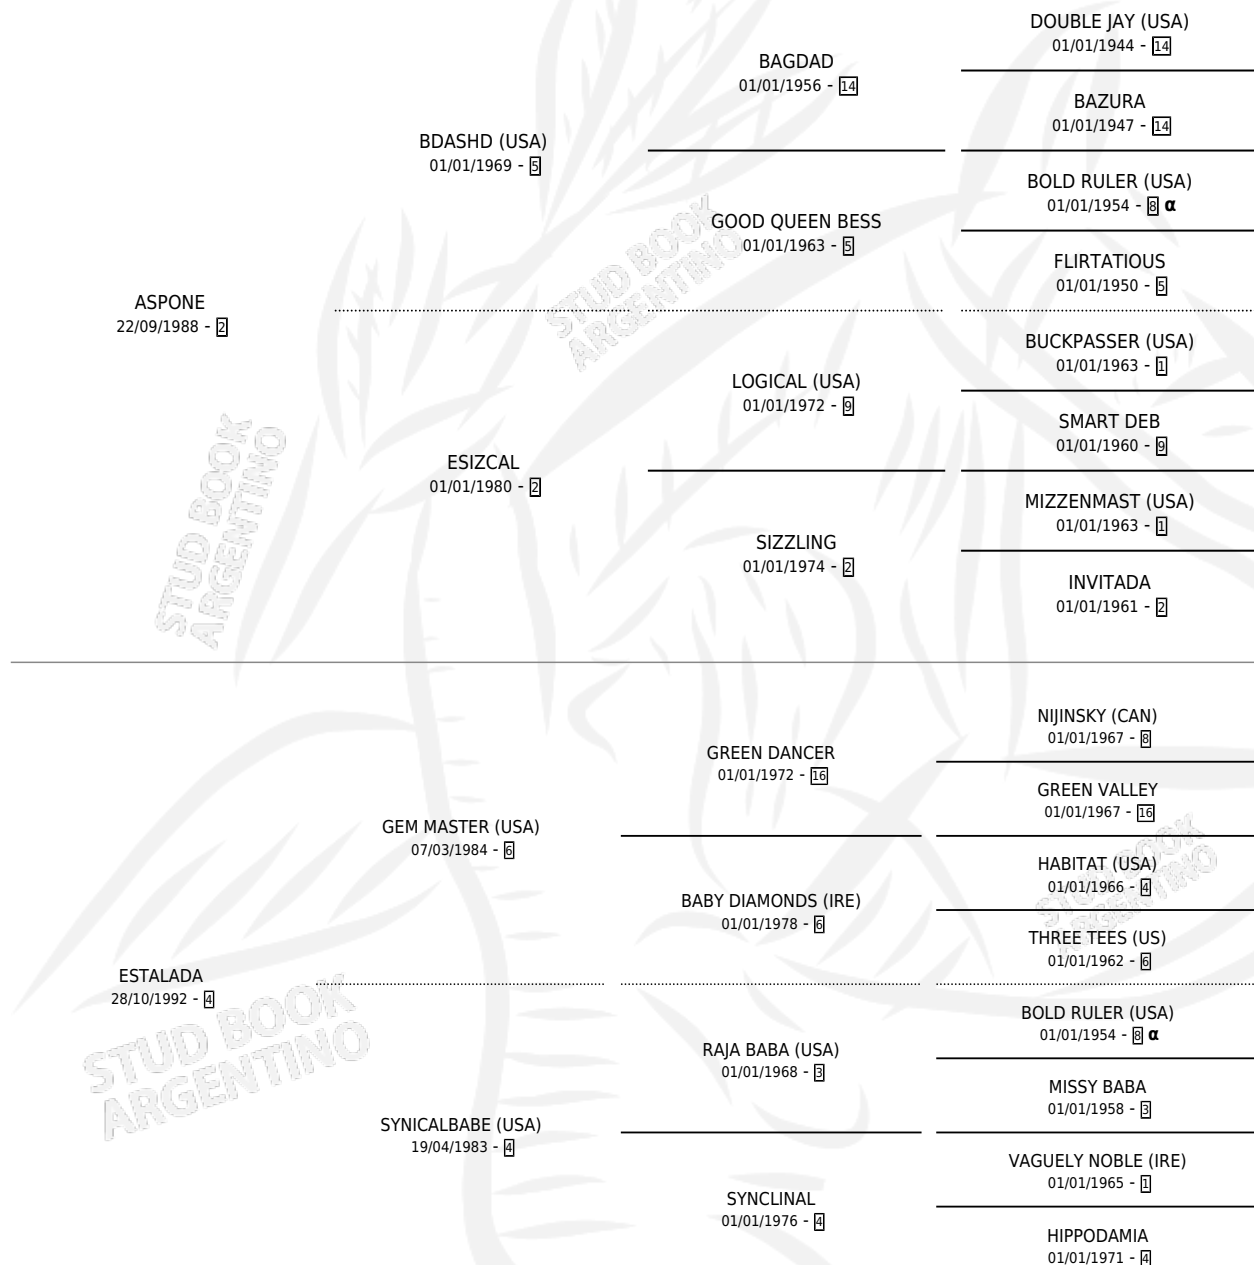 DOUBLE JAY (USA)
01/01/1944 - 14
BAGDAD
01/01/1956 - 14
BAZURA
01/01/1947 - 14
BDASHD (USA)
01/01/1969 - 5
BOLD RULER (USA)
01/01/1954 - 8 α
GOOD QUEEN BESS
01/01/1963 - 5
FLIRTATIOUS
01/01/1950 - 5
ASPONE
22/09/1988 - 2
BUCKPASSER (USA)
01/01/1963 - 1
LOGICAL (USA)
01/01/1972 - 9
SMART DEB
01/01/1960 - 9
ESIZCAL
01/01/1980 - 2
MIZZENMAST (USA)
01/01/1963 - 1
SIZZLING
01/01/1974 - 2
INVITADA
01/01/1961 - 2
NIJINSKY (CAN)
01/01/1967 - 8
GREEN DANCER
01/01/1972 - 16
GREEN VALLEY
01/01/1967 - 16
GEM MASTER (USA)
07/03/1984 - 6
HABITAT (USA)
01/01/1966 - 4
BABY DIAMONDS (IRE)
01/01/1978 - 6
THREE TEES (US)
01/01/1962 - 6
ESTALADA
28/10/1992 - 4
BOLD RULER (USA)
01/01/1954 - 8 α
RAJA BABA (USA)
01/01/1968 - 3
MISSY BABA
01/01/1958 - 3
SYNICALBABE (USA)
19/04/1983 - 4
VAGUELY NOBLE (IRE)
01/01/1965 - 1
SYNCLINAL
01/01/1976 - 4
HIPPODAMIA
01/01/1971 - 4
STUD BOOK
ARGENTINO
STUD BOOK
ARGENTINO
STUD BOOK
ARGENTINO
STUD BOOK
ARGENTINO